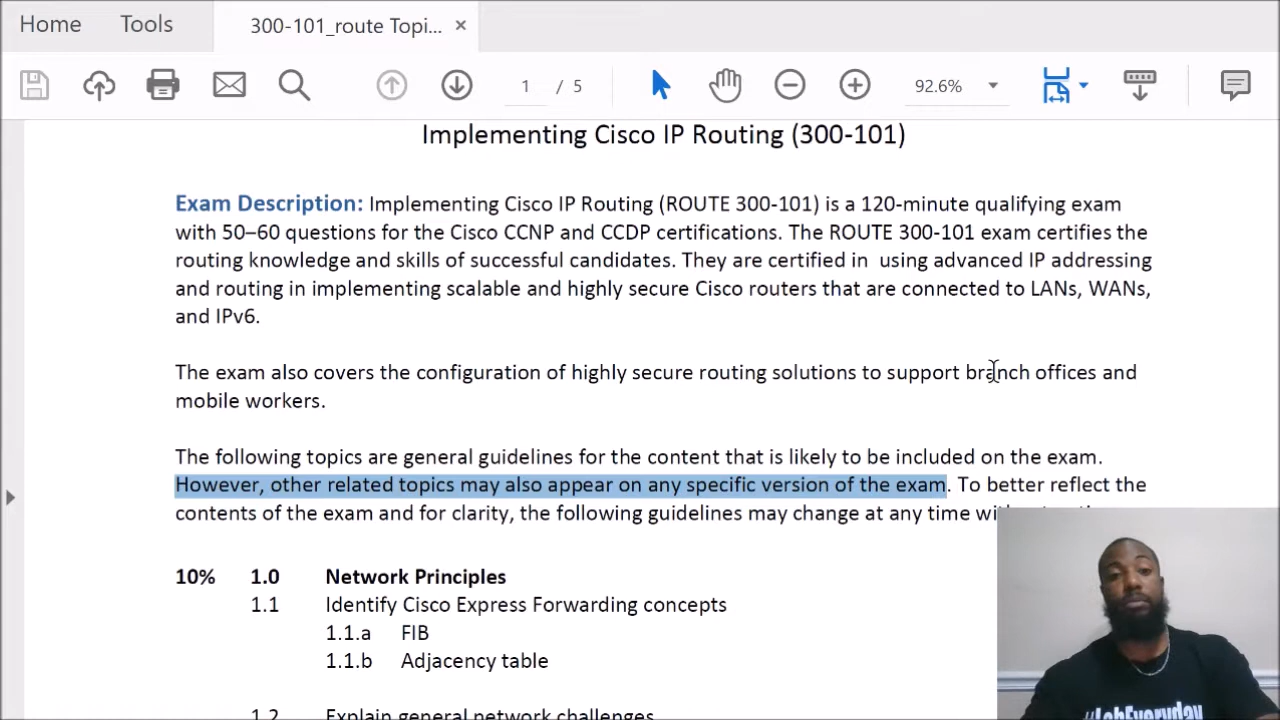 Home Tools 300-101_route Topi... ×
1 / 5 92.6%
Implementing Cisco IP Routing (300-101)
Exam Description: Implementing Cisco IP Routing (ROUTE 300-101) is a 120-minute qualifying exam
with 50–60 questions for the Cisco CCNP and CCDP certifications. The ROUTE 300-101 exam certifies the
routing knowledge and skills of successful candidates. They are certified in  using advanced IP addressing
and routing in implementing scalable and highly secure Cisco routers that are connected to LANs, WANs,
and IPv6.
The exam also covers the configuration of highly secure routing solutions to support branch offices and
mobile workers.
The following topics are general guidelines for the content that is likely to be included on the exam.
However, other related topics may also appear on any specific version of the exam. To better reflect the
contents of the exam and for clarity, the following guidelines may change at any time
10% 1.0 Network Principles
1.1 Identify Cisco Express Forwarding concepts
1.1.a FIB
1.1.b Adjacency table
1.2 Explain general network challenges
#LabEveryday